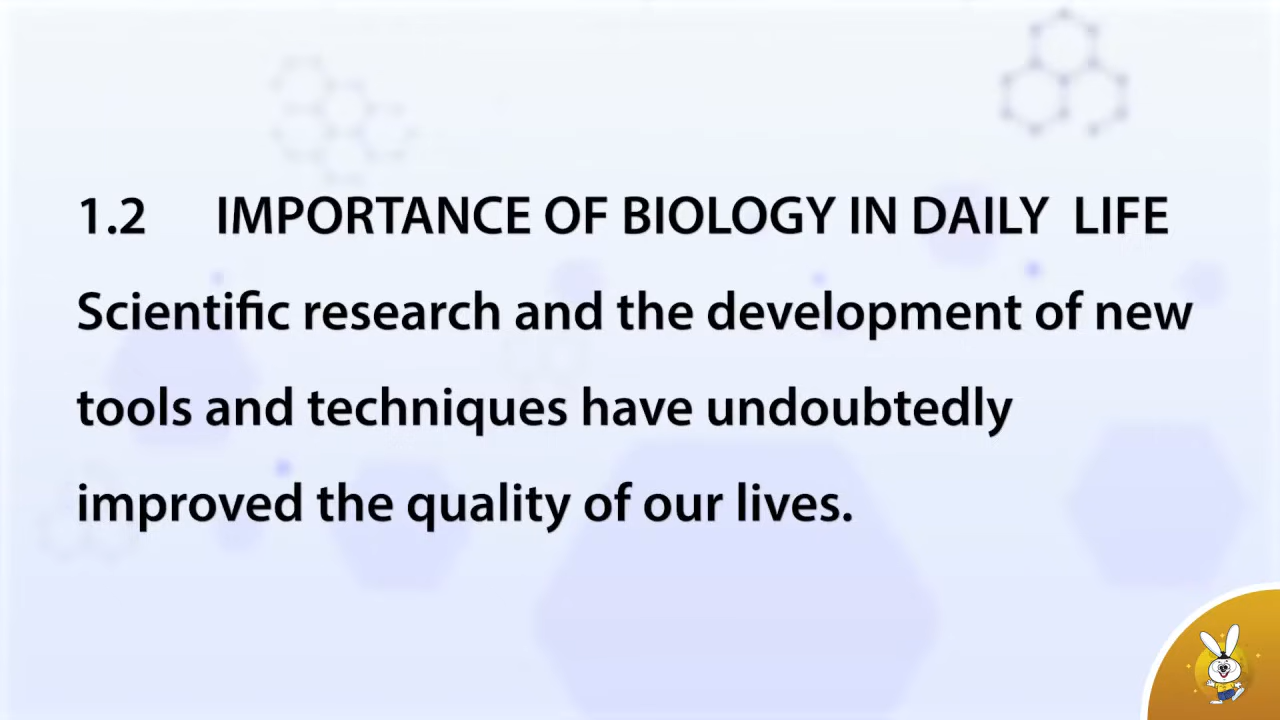 1.2 IMPORTANCE OF BIOLOGY IN DAILY LIFE
Scientific research and the development of new
tools and techniques have undoubtedly
improved the quality of our lives.